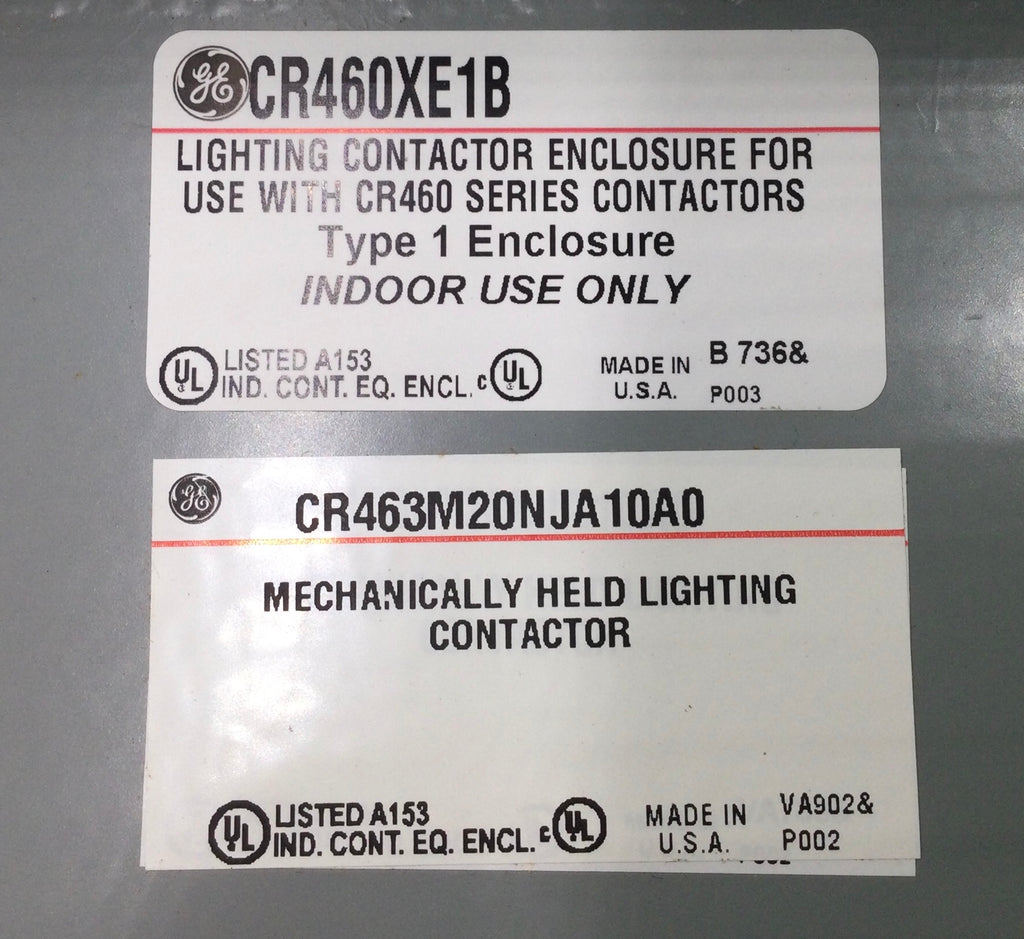 GE CR460XE1B
LIGHTING CONTACTOR ENCLOSURE FOR
USE WITH CR460 SERIES CONTACTORS
Type 1 Enclosure
INDOOR USE ONLY
UL LISTED A153
IND. CONT. EQ. ENCL. c UL
MADE IN
U.S.A.
B 736&
P003
GE CR463M20NJA10A0
MECHANICALLY HELD LIGHTING
CONTACTOR
UL LISTED A153
IND. CONT. EQ. ENCL. c UL
MADE IN
U.S.A.
VA902&
P002